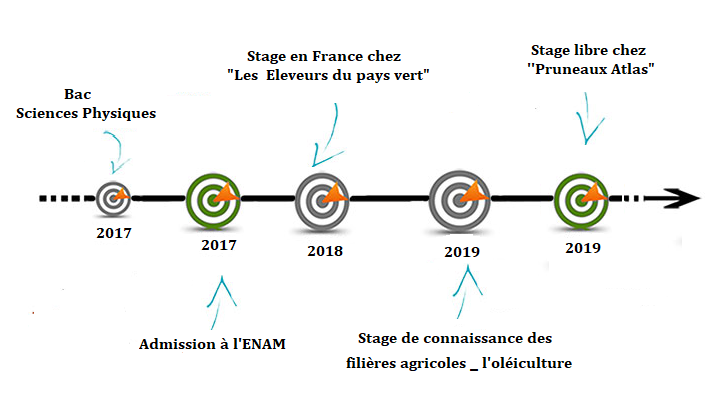 Bac
Sciences Physiques
2017
2017
Admission à l'ENAM
Stage en France chez
"Les Eleveurs du pays vert"
2018
2019
Stage de connaissance des
filières agricoles _ l'oléiculture
Stage libre chez
''Pruneaux Atlas"
2019